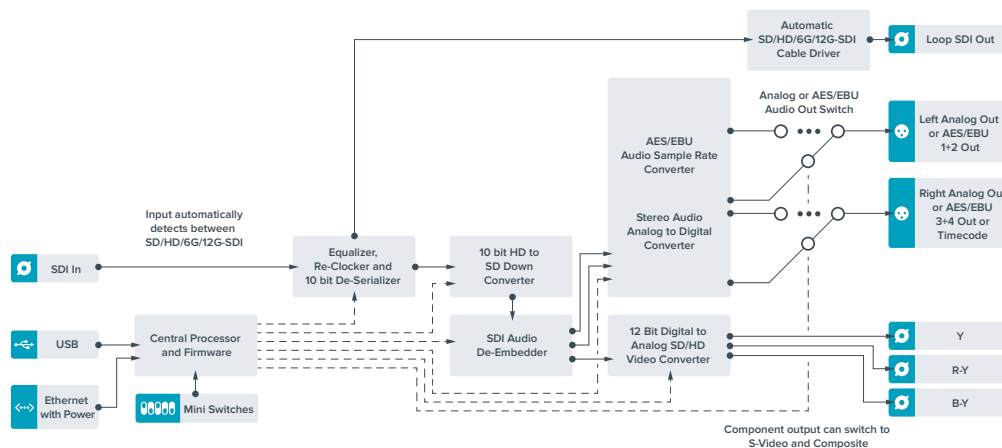 Automatic
SD/HD/6G/12G-SDI
Cable Driver
Loop SDI Out
Analog or AES/EBU
Audio Out Switch
AES/EBU
Audio Sample Rate
Converter
Left Analog Out
or AES/EBU
1+2 Out
Stereo Audio
Analog to Digital
Converter
Right Analog Out
or AES/EBU
3+4 Out or
Timecode
Input automatically
detects between
SD/HD/6G/12G-SDI
SDI In
Equalizer,
Re-Clocker and
10 bit De-Serializer
10 bit HD to
SD Down
Converter
USB
Central Processor
and Firmware
SDI Audio
De-Embedder
12 Bit Digital to
Analog SD/HD
Video Converter
Y
R-Y
B-Y
Ethernet
with Power
Mini Switches
Component output can switch to
S-Video and Composite